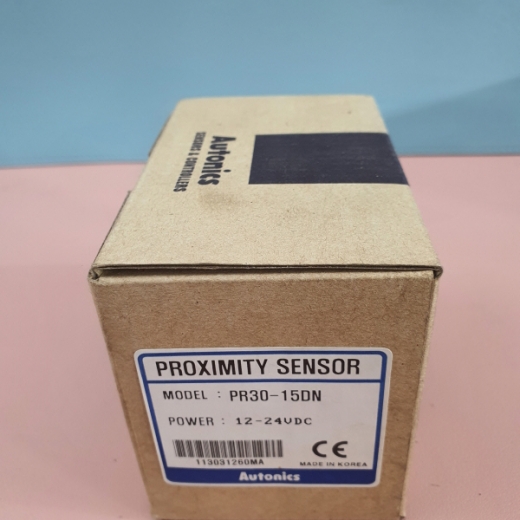 Autonics
SENSORS & CONTROLLERS
PROXIMITY SENSOR
MODEL : PR30-15DN
POWER : 12-24VDC
113031260MA
CE
MADE IN KOREA
Autonics